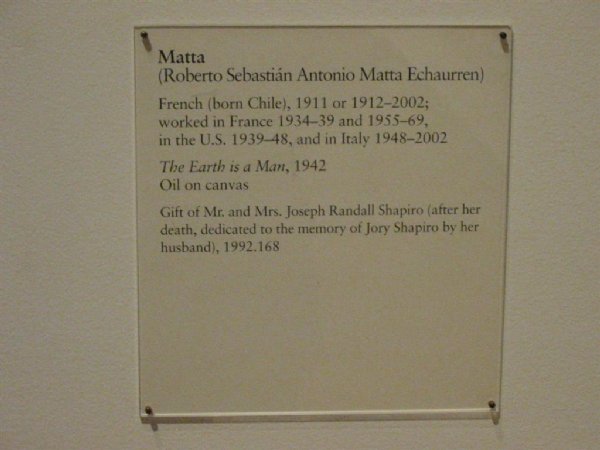 Matta
(Roberto Sebastián Antonio Matta Echaurren)
French (born Chile), 1911 or 1912–2002;
worked in France 1934–39 and 1955–69,
in the U.S. 1939–48, and in Italy 1948–2002
The Earth is a Man, 1942
Oil on canvas
Gift of Mr. and Mrs. Joseph Randall Shapiro (after her
death, dedicated to the memory of Jory Shapiro by her
husband), 1992.168